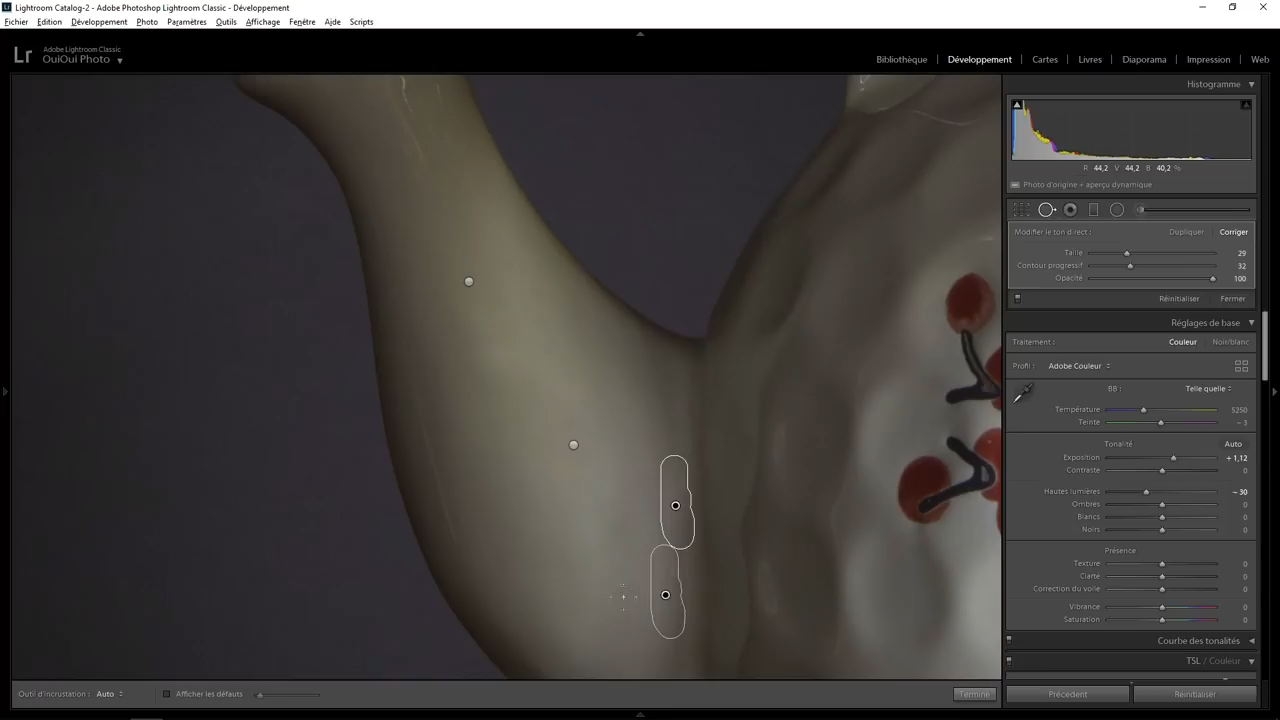 Lightroom Catalog-2 - Adobe Photoshop Lightroom Classic - Développement
Fichier Edition Développement Photo Paramètres Outils Affichage Fenêtre Aide Scripts
Lr Adobe Lightroom Classic
OuiOui Photo
Bibliothèque | Développement | Cartes | Livres | Diaporama | Impression | Web
Histogramme
R 44,2 V 44,2 B 40,2 %
Photo d'origine + aperçu dynamique
Modifier le ton direct : Dupliquer Corriger
Taille 29
Contour progressif 32
Opacité 100
Réinitialiser Fermer
Réglages de base
Traitement : Couleur Noir/blanc
Profil : Adobe Couleur
BB : Telle quelle
Température 5250
Teinte - 3
Tonalité Auto
Exposition + 1,12
Contraste 0
Hautes lumières - 30
Ombres 0
Blancs 0
Noirs 0
Présence
Texture 0
Clarté 0
Correction du voile 0
Vibrance 0
Saturation 0
Courbe des tonalités
TSL / Couleur
Outil d'incrustation : Auto Afficher les défauts Terminé
Précédent Réinitialiser